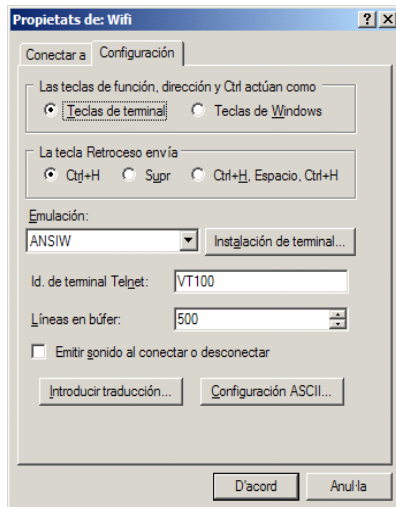 Propietats de: Wifi
Conectar a Configuración
Las teclas de función, dirección y Ctrl actúan como
Teclas de terminal Teclas de Windows
La tecla Retroceso envía
Ctrl+H Supr Ctrl+H, Espacio, Ctrl+H
Emulación:
ANSIW Instalación de terminal...
Id. de terminal Telnet: VT100
Líneas en búfer: 500
Emitir sonido al conectar o desconectar
Introducir traducción... Configuración ASCII...
D'acord Anul·la